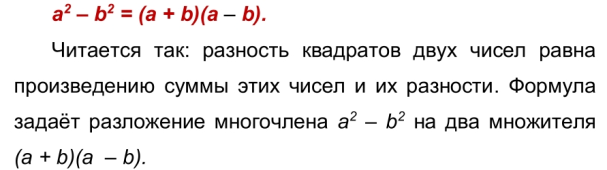 a² – b² = (a + b)(a – b).
Читается так: разность квадратов двух чисел равна
произведению суммы этих чисел и их разности. Формула
задаёт разложение многочлена a² – b² на два множителя
(a + b)(a – b).